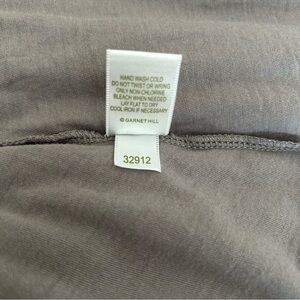 HAND WASH COLD
DO NOT TWIST OR WRING
ONLY NON-CHLORINE
BLEACH WHEN NEEDED
LAY FLAT TO DRY
COOL IRON IF NECESSARY
© GARNET HILL
32912